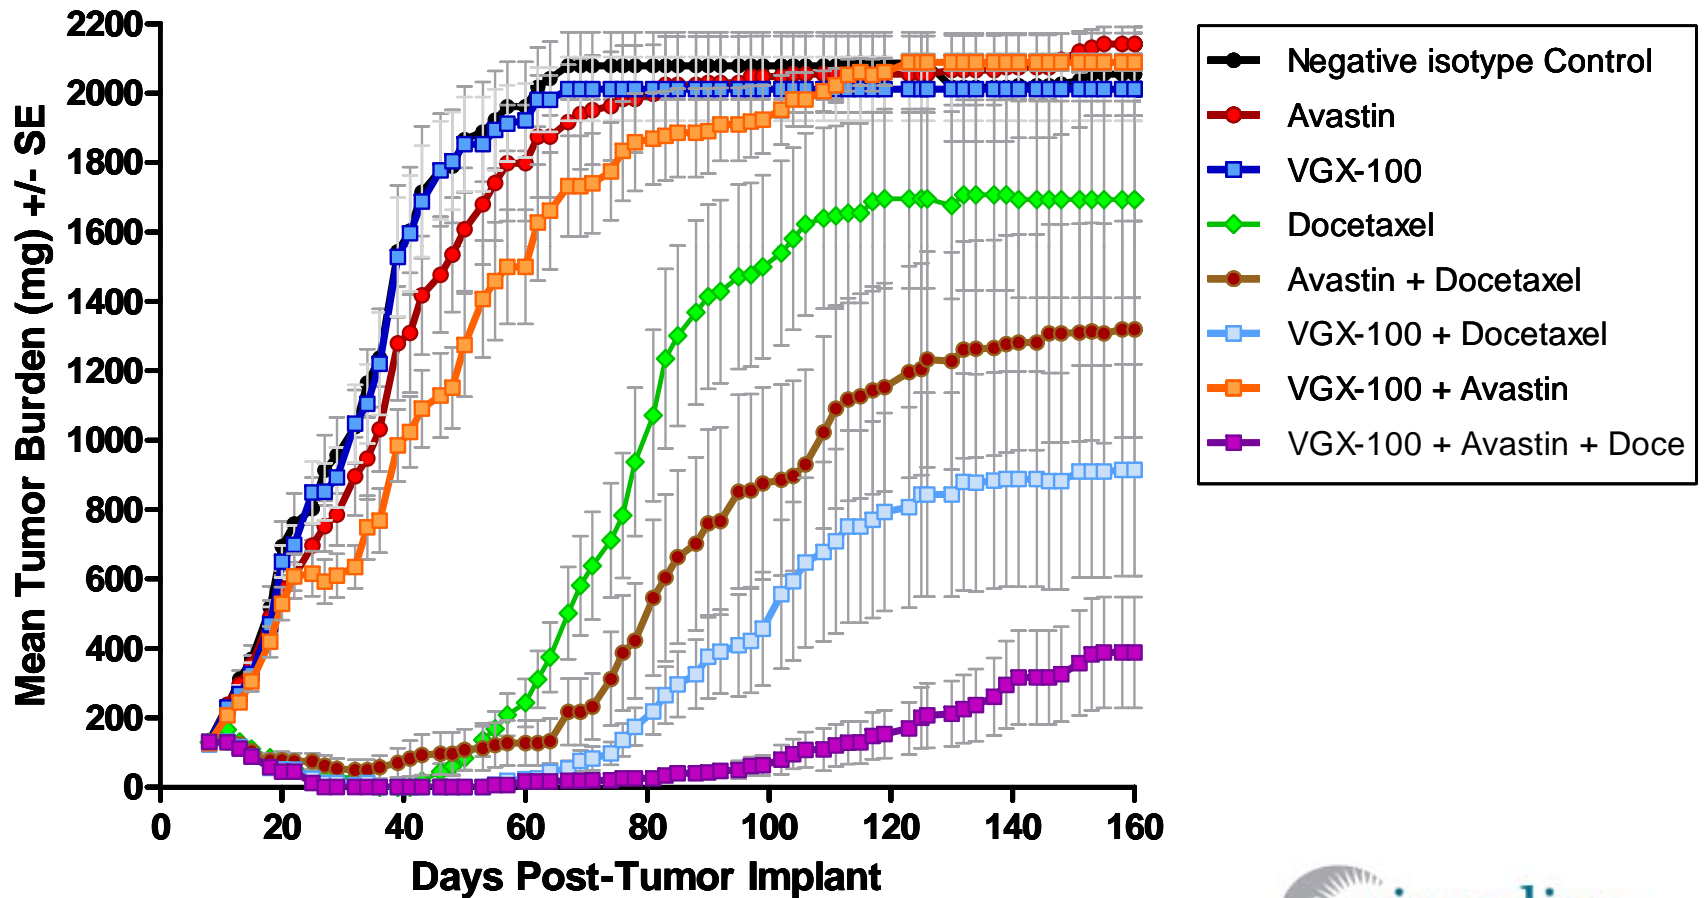 Mean Tumor Burden (mg) +/- SE
2200
2000
1800
1600
1400
1200
1000
800
600
400
200
0
0 20 40 60 80 100 120 140 160
Days Post-Tumor Implant
Negative isotype Control
Avastin
VGX-100
Docetaxel
Avastin + Docetaxel
VGX-100 + Docetaxel
VGX-100 + Avastin
VGX-100 + Avastin + Doce